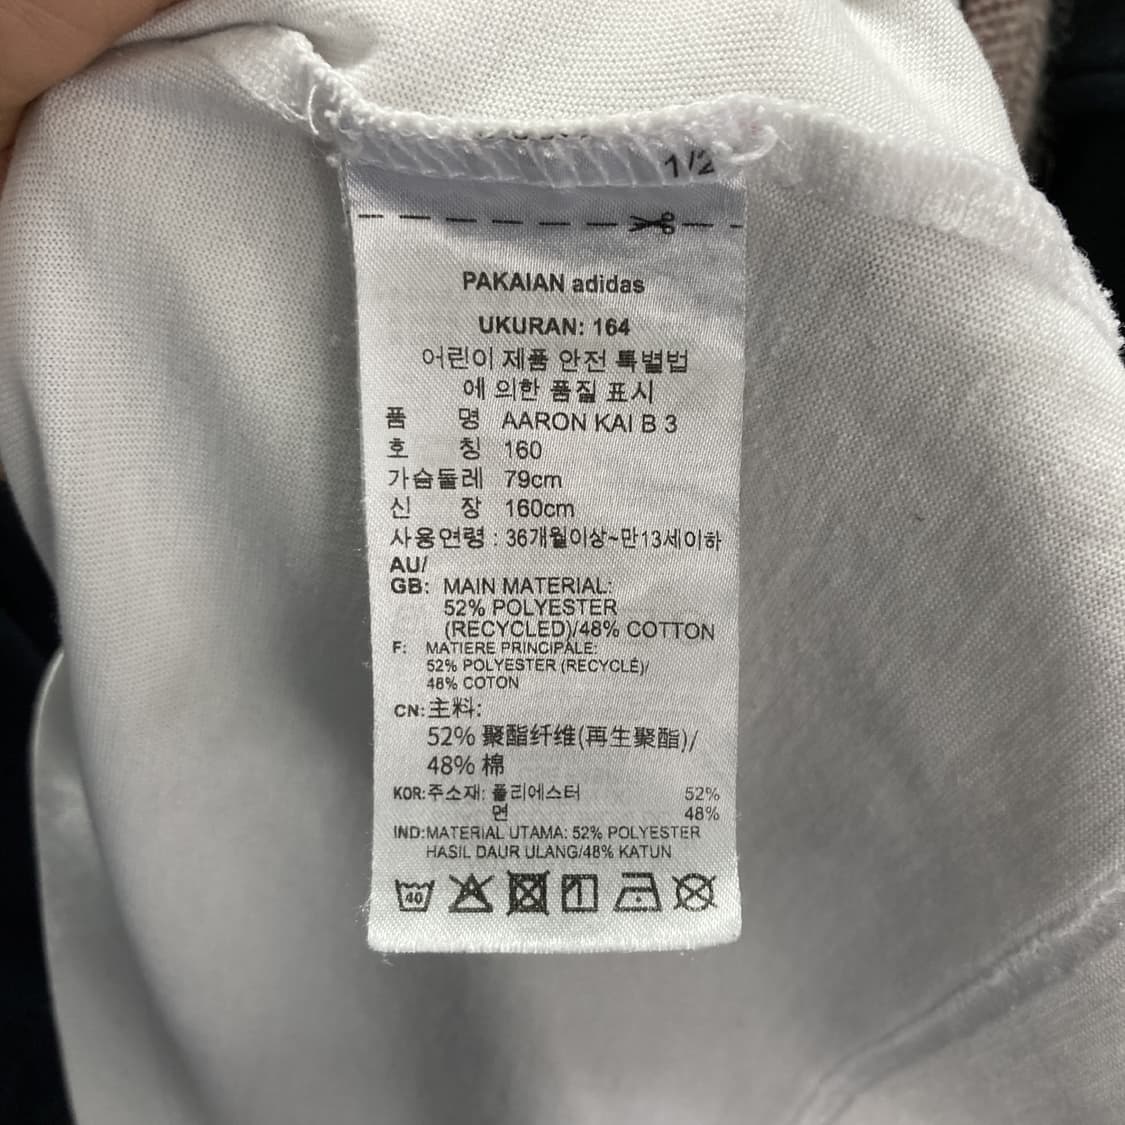 1/2
PAKAIAN adidas
UKURAN: 164
어린이 제품 안전 특별법
에 의한 품질 표시
품 명 AARON KAI B 3
호 칭 160
가슴둘레 79cm
신 장 160cm
사용연령 : 36개월이상~만13세이하
AU/
GB: MAIN MATERIAL:
52% POLYESTER
(RECYCLED)/48% COTTON
F: MATIERE PRINCIPALE:
52% POLYESTER (RECYCLÉ)/
48% COTON
CN: 主料:
52% 聚酯纤维(再生聚酯)/
48% 棉
KOR: 주소재: 폴리에스터 52%
면 48%
IND: MATERIAL UTAMA: 52% POLYESTER
HASIL DAUR ULANG/48% KATUN
40